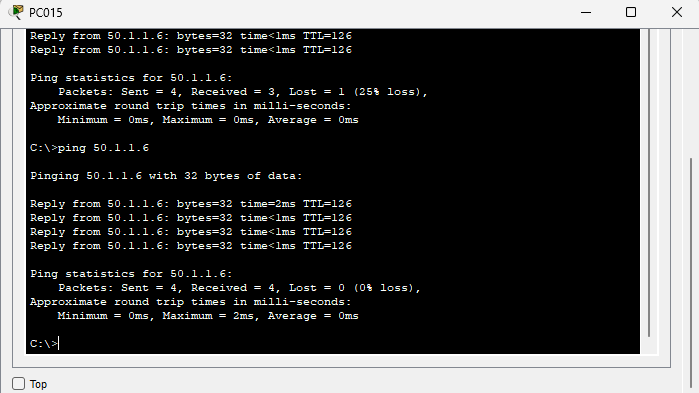 PC015
Reply from 50.1.1.6: bytes=32 time<1ms TTL=126
Reply from 50.1.1.6: bytes=32 time<1ms TTL=126
Ping statistics for 50.1.1.6:
    Packets: Sent = 4, Received = 3, Lost = 1 (25% loss),
Approximate round trip times in milli-seconds:
    Minimum = 0ms, Maximum = 0ms, Average = 0ms
C:\>ping 50.1.1.6
Pinging 50.1.1.6 with 32 bytes of data:
Reply from 50.1.1.6: bytes=32 time=2ms TTL=126
Reply from 50.1.1.6: bytes=32 time<1ms TTL=126
Reply from 50.1.1.6: bytes=32 time<1ms TTL=126
Reply from 50.1.1.6: bytes=32 time<1ms TTL=126
Ping statistics for 50.1.1.6:
    Packets: Sent = 4, Received = 4, Lost = 0 (0% loss),
Approximate round trip times in milli-seconds:
    Minimum = 0ms, Maximum = 2ms, Average = 0ms
C:\>
Top